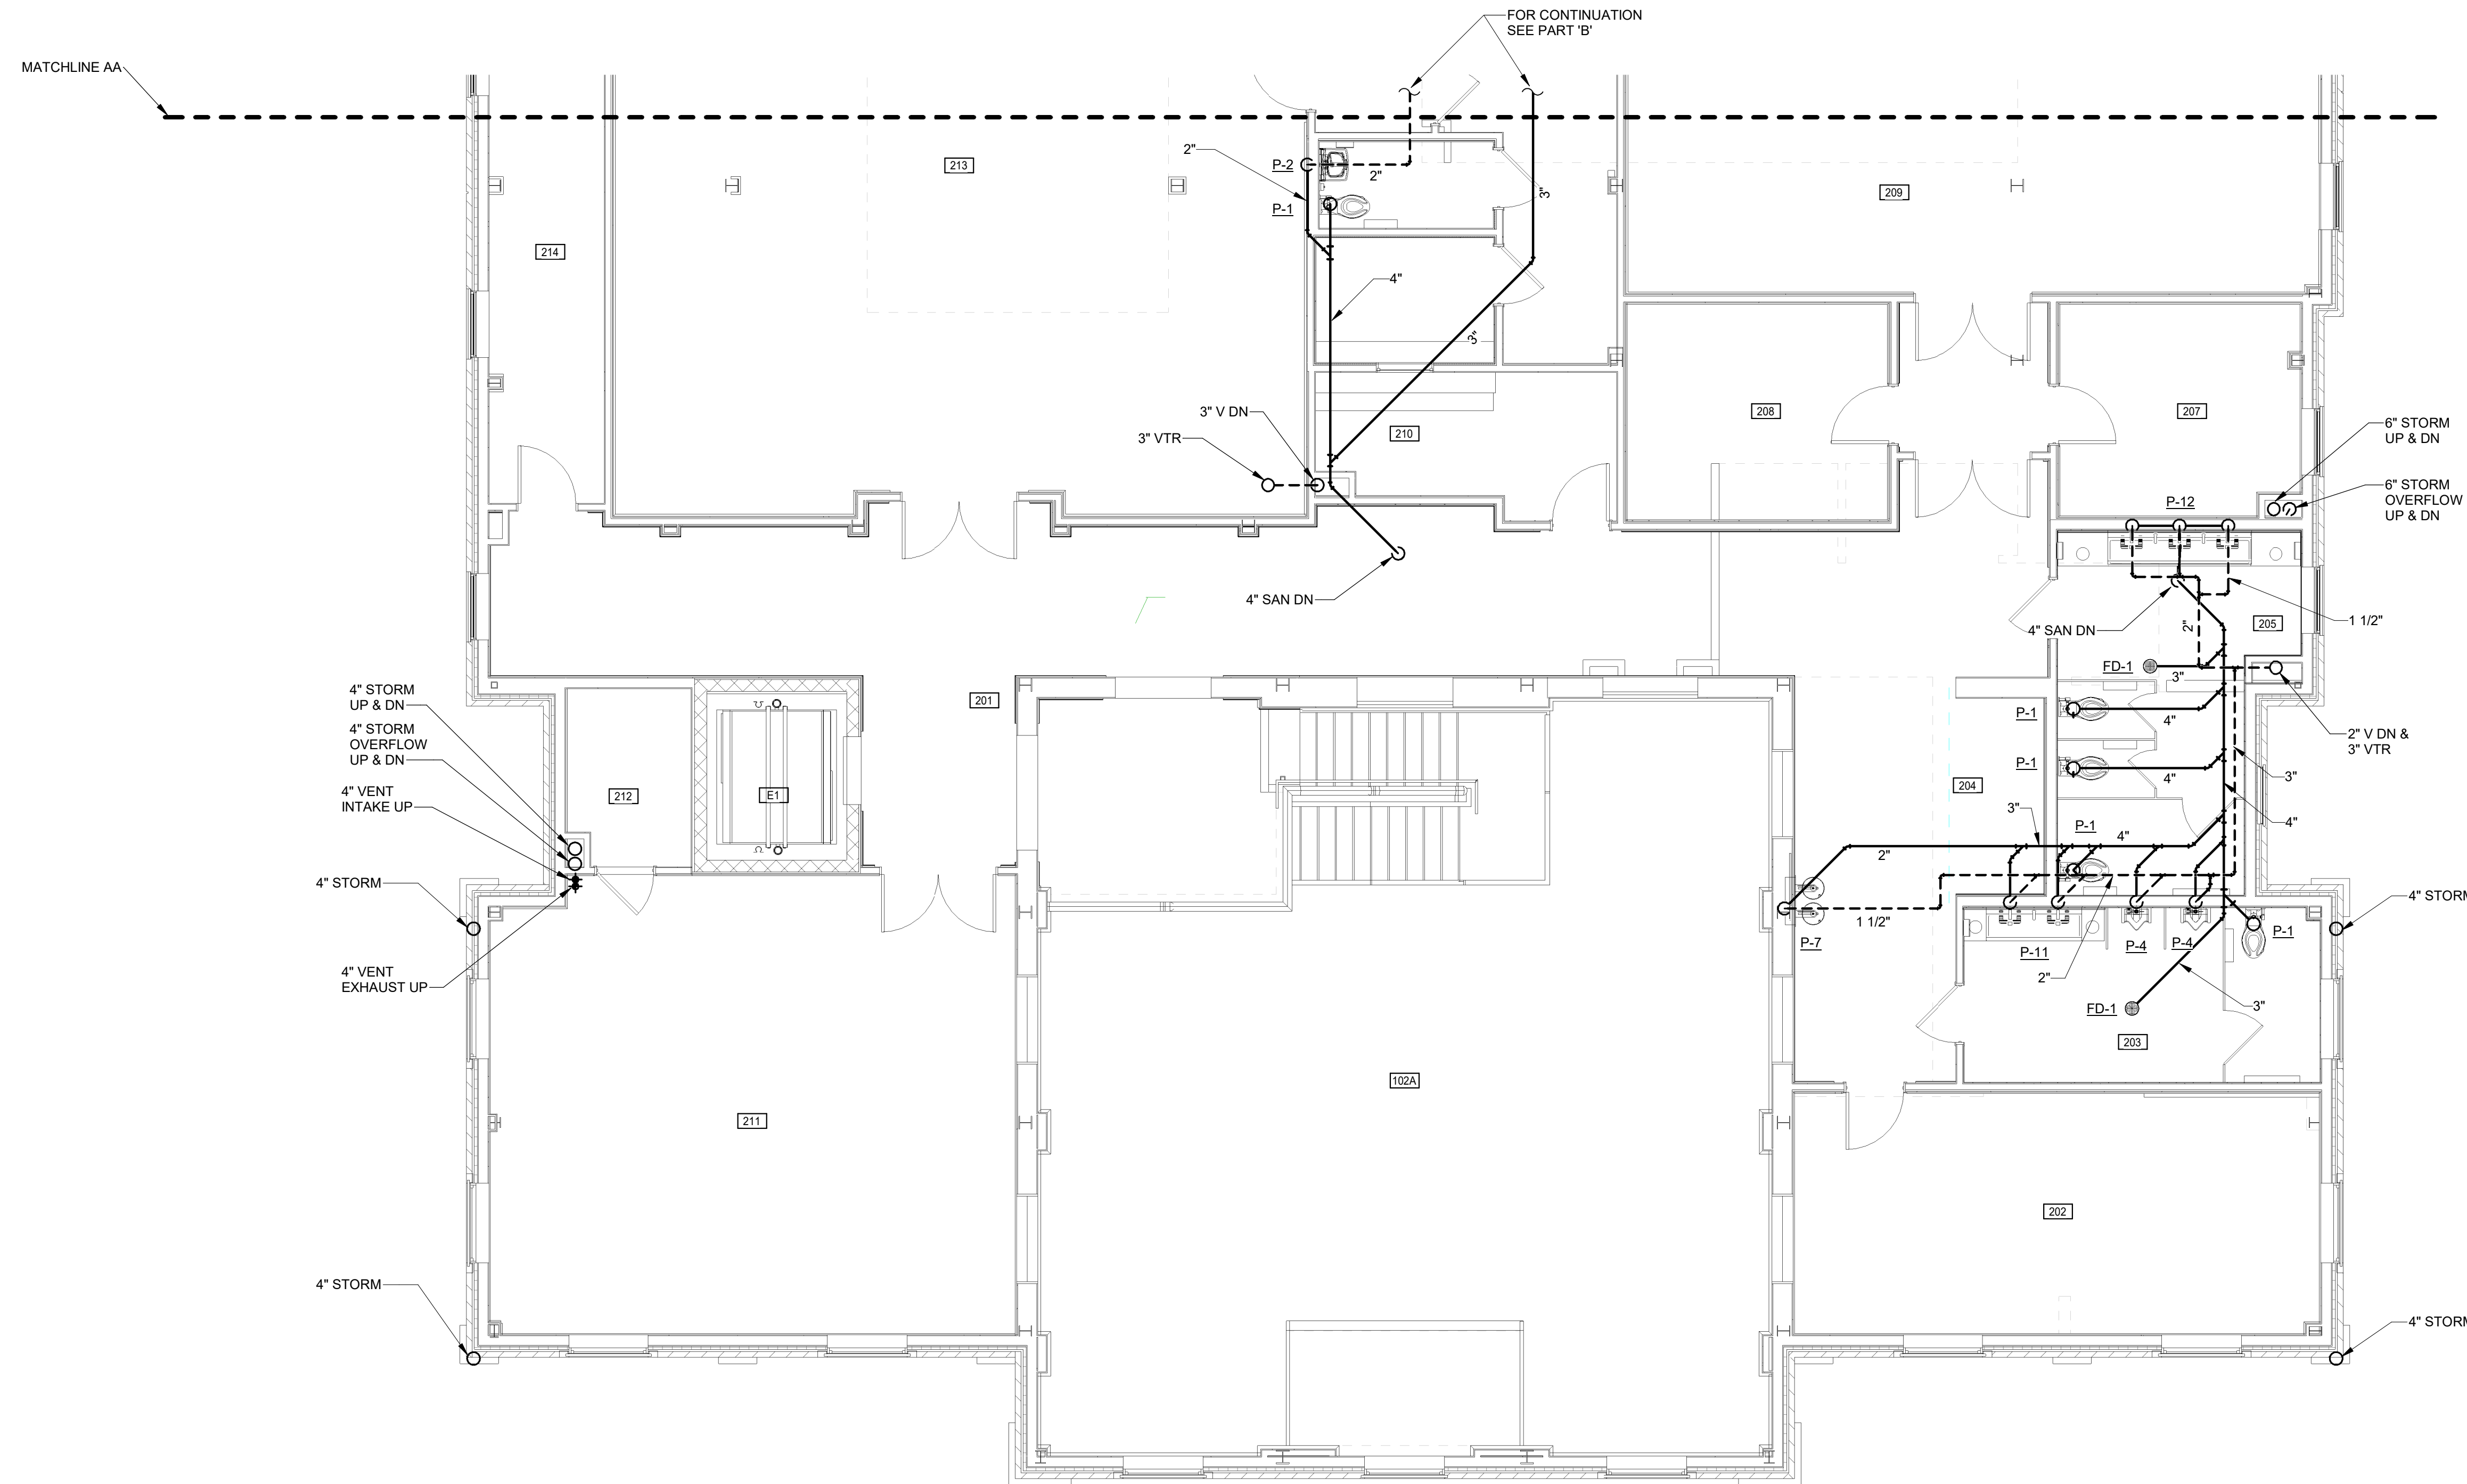 FOR CONTINUATION
SEE PART 'B'
MATCHLINE AA
2"
P-2
2"
213
3"
209
P-1
214
4"
3"
3" V DN
208
207
210
3" VTR
6" STORM
UP & DN
6" STORM
OVERFLOW
UP & DN
P-12
4" SAN DN
1 1/2"
2"
205
4" SAN DN
FD-1
3"
4" STORM
UP & DN
201
P-1
4"
2" V DN &
3" VTR
4" STORM
OVERFLOW
UP & DN
P-1
4"
3"
204
4" VENT
INTAKE UP
212
E1
3"
4"
P-1
4"
2"
4" STORM
4" STORM
1 1/2"
P-7
P-11
P-4
P-4
P-1
4" VENT
EXHAUST UP
2"
3"
FD-1
203
102A
211
202
4" STORM
4" STORM